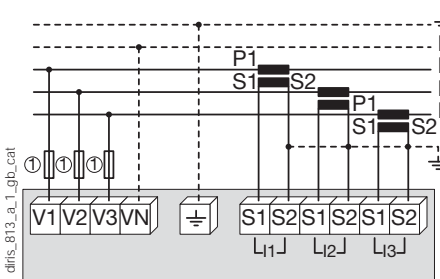 P1
S1 S2
P1
S1 S2
① ① ①
V1 V2 V3 VN S1 S2 S1 S2 S1 S2
I1 I2 I3
diris_813_a_1_gb_cat